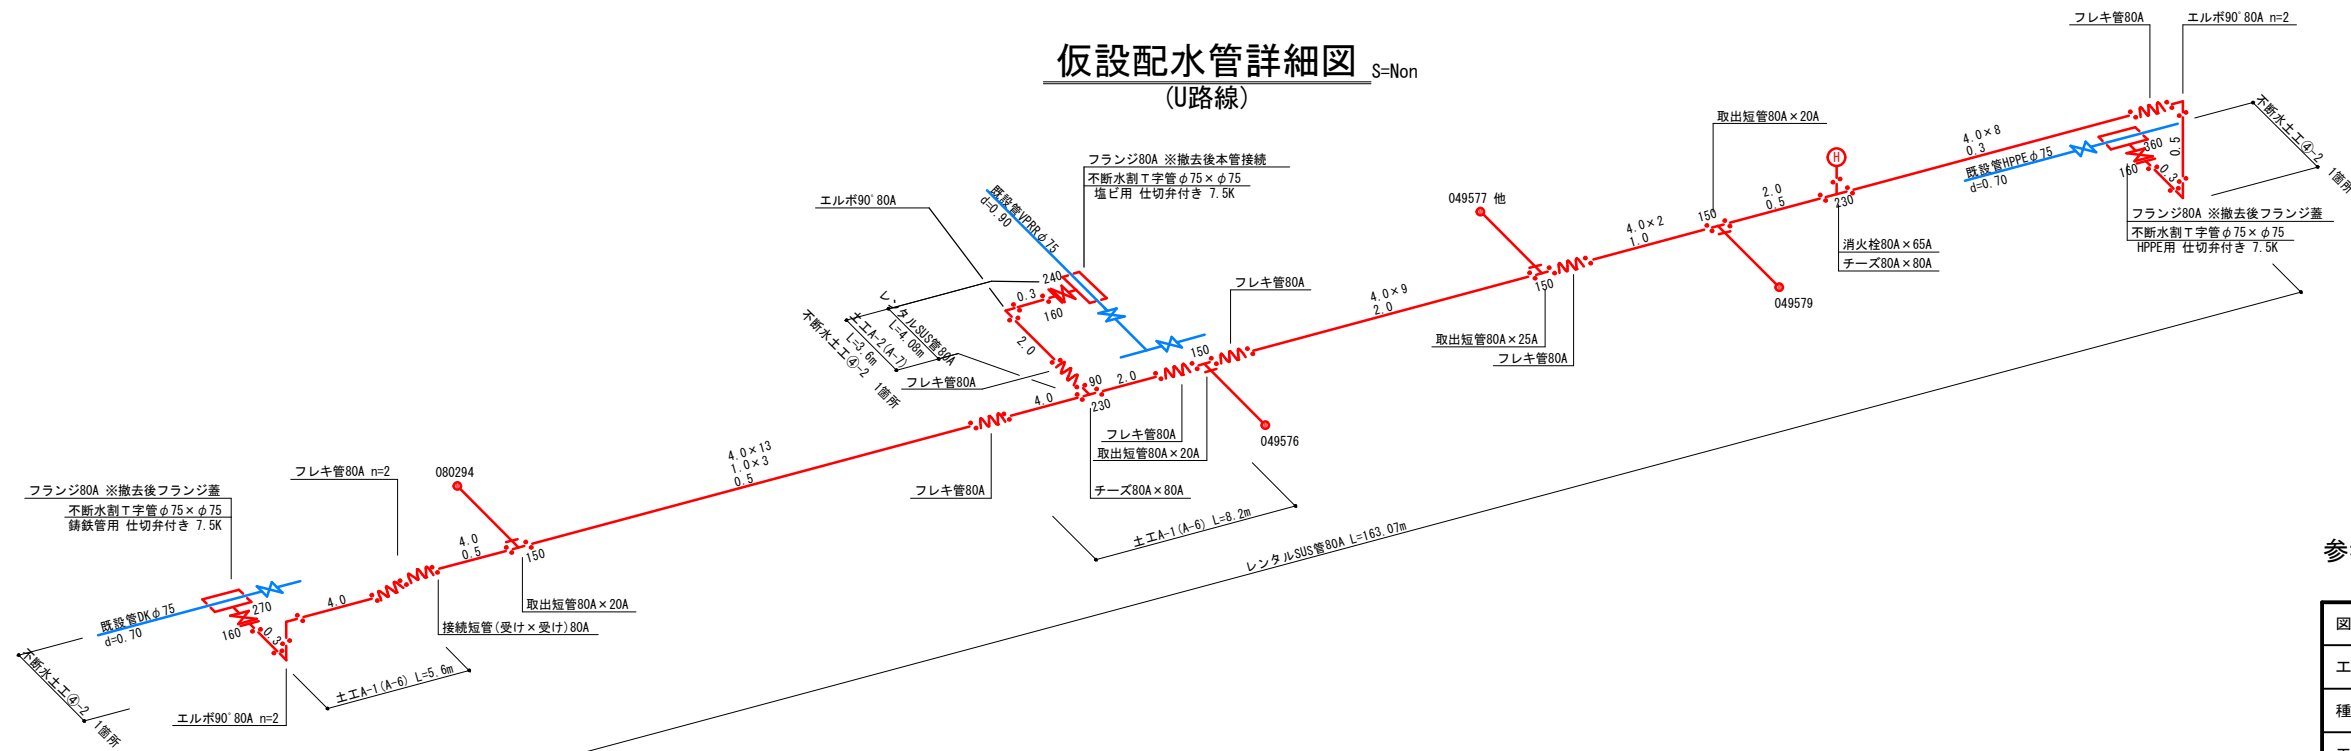 仮設配水管詳細図 S=Non
(U路線)
フレキ管80A
エルボ90°80A n=2
取出短管80A×20A
4.0×8
0.3
既設管HPPEφ75
d=0.70
360
0.5
160
0.3
不断水土工④-2
1箇所
フランジ80A ※撤去後フランジ蓋
不断水割T字管φ75×φ75
HPPE用 仕切弁付き 7.5K
フランジ80A ※撤去後本管接続
不断水割T字管φ75×φ75
塩ビ用 仕切弁付き 7.5K
エルボ90°80A
既設管VPRRφ75
d=0.90
240
0.3
160
2.0
レンタルSUS管80A
L=4.08m
土工A-2(A-7)
L=3.6m
不断水土工④-2
1箇所
フレキ管80A
049577 他
4.0×2
1.0
150
2.0
0.5
H
230
消火栓80A×65A
チーズ80A×80A
049579
フレキ管80A
4.0×9
2.0
150
取出短管80A×25A
フレキ管80A
150
90
2.0
4.0
230
フレキ管80A
取出短管80A×20A
049576
チーズ80A×80A
フレキ管80A
土工A-1(A-6) L=8.2m
レンタルSUS管80A L=163.07m
4.0×13
1.0×3
0.5
080294
フレキ管80A n=2
フランジ80A ※撤去後フランジ蓋
不断水割T字管φ75×φ75
鋳鉄管用 仕切弁付き 7.5K
4.0
0.5
150
取出短管80A×20A
接続短管(受け×受け)80A
4.0
既設管DKφ75
d=0.70
270
160
0.3
不断水土工④-2
1箇所
土工A-1(A-6) L=5.6m
エルボ90°80A n=2
参
図
工
種